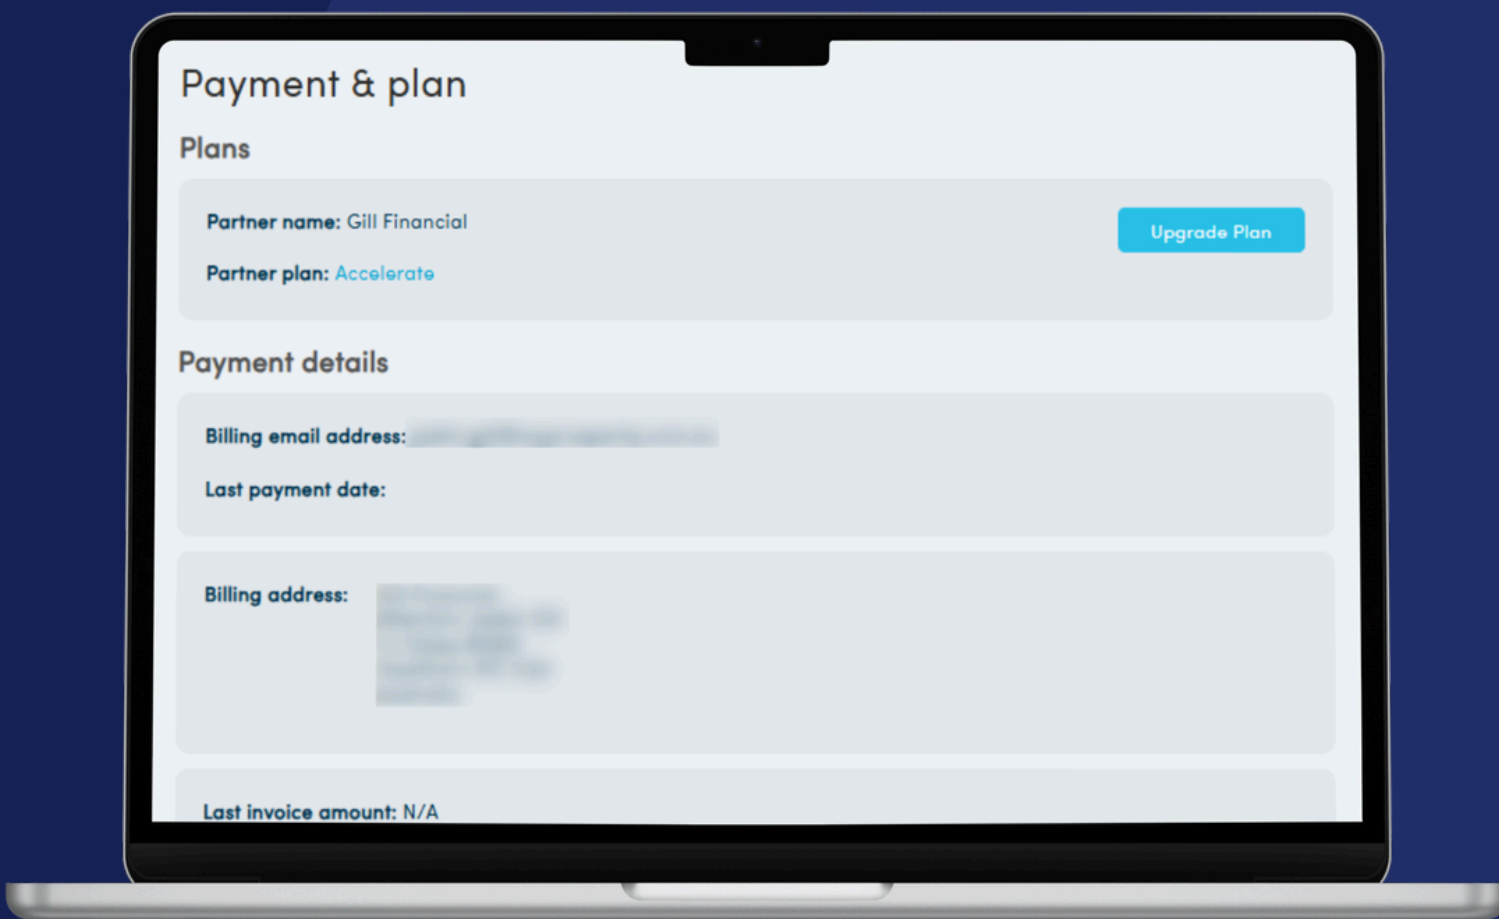 Payment & plan
Plans
Partner name: Gill Financial
Upgrade Plan
Partner plan: Accelerate
Payment details
Billing email address:
Last payment date:
Billing address:
Last invoice amount: N/A